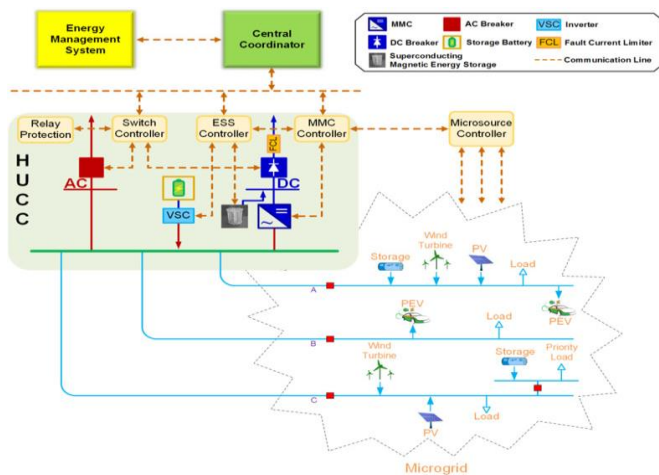 Energy
Management
System
Central
Coordinator
MMC
AC Breaker
VSC
Inverter
DC Breaker
Storage Battery
FCL
Fault Current Limiter
Superconducting
Magnetic Energy Storage
Communication Line
Relay
Protection
Switch
Controller
ESS
Controller
MMC
Controller
Microsource
Controller
FCL
H
U
C
C
AC
DC
VSC
Storage
Wind
Turbine
PV
Load
A
PEV
PEV
Load
B
Wind
Turbine
Storage
Priority
Load
C
Load
PV
Microgrid